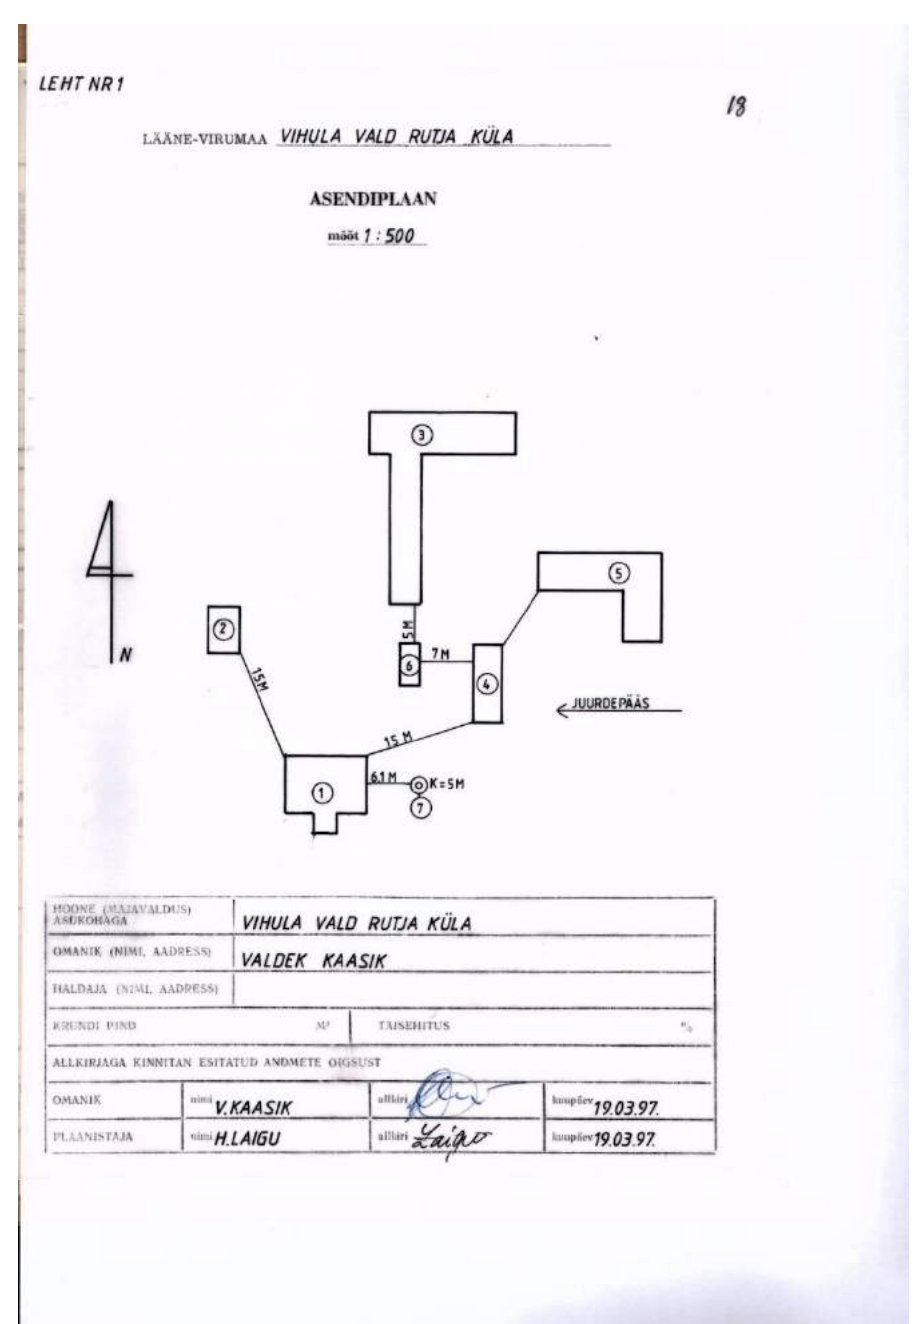 LEHT NR 1
18
LÄÄNE-VIRUMAA VIHULA VALD RUTJA KÜLA
ASENDIPLAAN
mõõt 1 : 500
3
5
2
5 M
6
7 M
4
N
15M
JUURDEPÄÄS
15 M
1
6.1 M
K=5M
7
HOONE (MAJAVALDUS) ASUKOHAGA VIHULA VALD RUTJA KÜLA
OMANIK (NIMI, AADRESS) VALDEK KAASIK
HALDAJA (NIMI, AADRESS)
KRUNDI PIND M² TÄISEHITUS %
ALLKIRJAGA KINNITAN ESITATUD ANDMETE OIGSUST
OMANIK nimi V. KAASIK allkiri kuupäev 19.03.97.
PLAANISTAJA nimi H. LAIGU allkiri Laigu kuupäev 19.03.97.